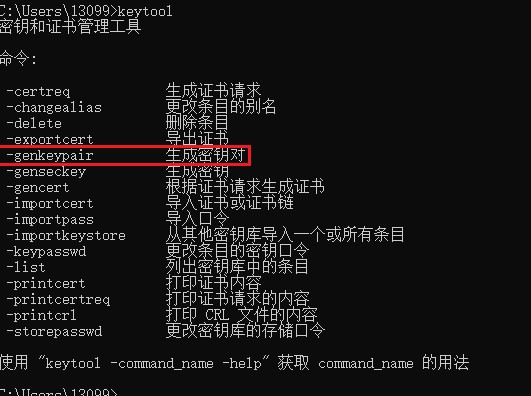 C:\Users\13099>keytool
密钥和证书管理工具
命令:
-certreq 生成证书请求
-changealias 更改条目的别名
-delete 删除条目
-exportcert 导出证书
-genkeypair 生成密钥对
-genseckey 生成密钥
-gencert 根据证书请求生成证书
-importcert 导入证书或证书链
-importpass 导入口令
-importkeystore 从其他密钥库导入一个或所有条目
-keypasswd 更改条目的密钥口令
-list 列出密钥库中的条目
-printcert 打印证书内容
-printcertreq 打印证书请求的内容
-printcrl 打印 CRL 文件的内容
-storepasswd 更改密钥库的存储口令
使用 "keytool -command_name -help" 获取 command_name 的用法
C:\Users\13099>